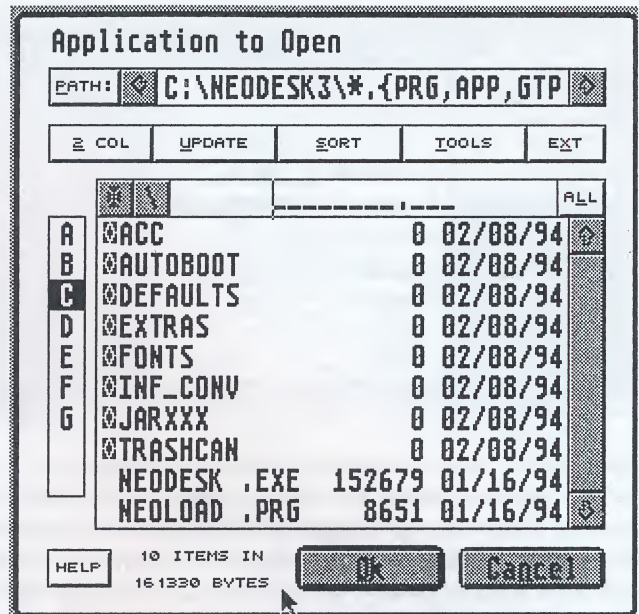 Application to Open
PATH: C:\NEODESK3\*.{PRG,APP,GTP
2 COL UPDATE SORT TOOLS EXT
\ ________.___ ALL
A
B
C
D
E
F
G
ACC 0 02/08/94
AUTOBOOT 0 02/08/94
DEFAULTS 0 02/08/94
EXTRAS 0 02/08/94
FONTS 0 02/08/94
INF_CONV 0 02/08/94
JARXXX 0 02/08/94
TRASHCAN 0 02/08/94
NEODESK .EXE 152679 01/16/94
NEOLOAD .PRG 8651 01/16/94
HELP
10 ITEMS IN
161330 BYTES
Ok Cancel